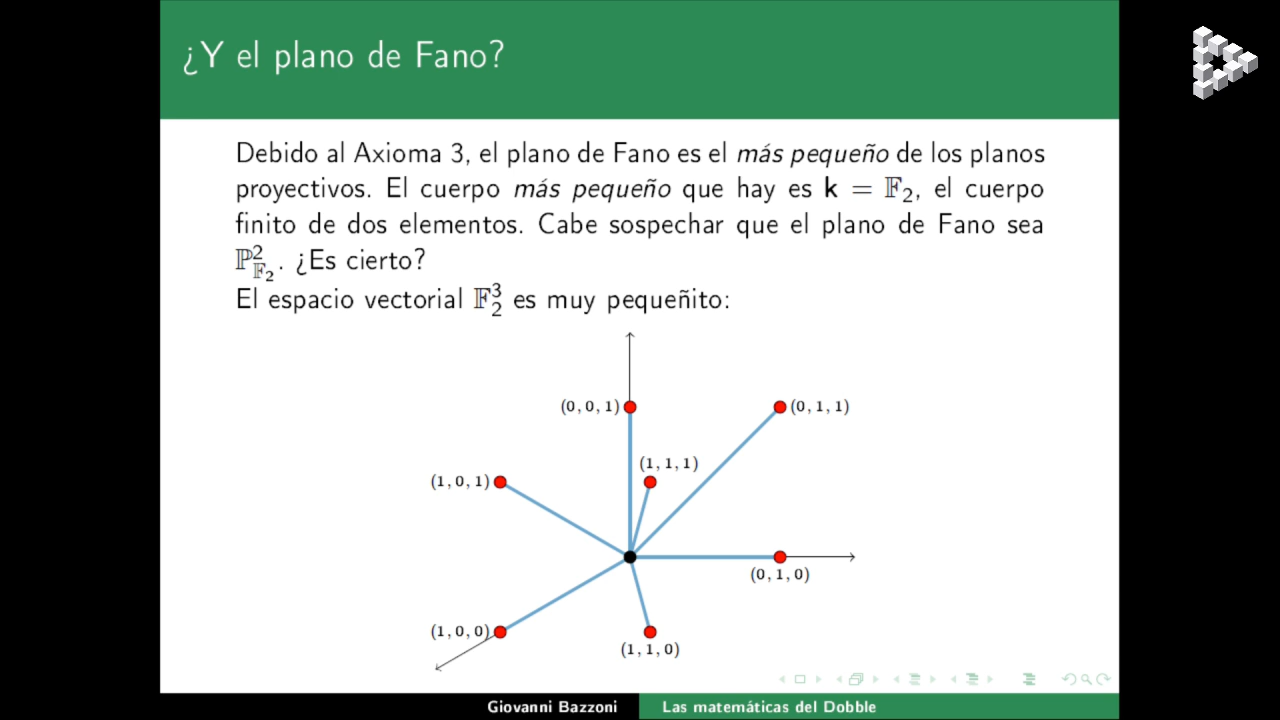 ¿Y el plano de Fano?
Debido al Axioma 3, el plano de Fano es el más pequeño de los planos
proyectivos. El cuerpo más pequeño que hay es k = 𝔽₂, el cuerpo
finito de dos elementos. Cabe sospechar que el plano de Fano sea
ℙ²_𝔽₂. ¿Es cierto?
El espacio vectorial 𝔽₂³ es muy pequeñito:
(0, 0, 1)
(0, 1, 1)
(1, 1, 1)
(1, 0, 1)
(0, 1, 0)
(1, 0, 0)
(1, 1, 0)
Giovanni Bazzoni
Las matemáticas del Dobble